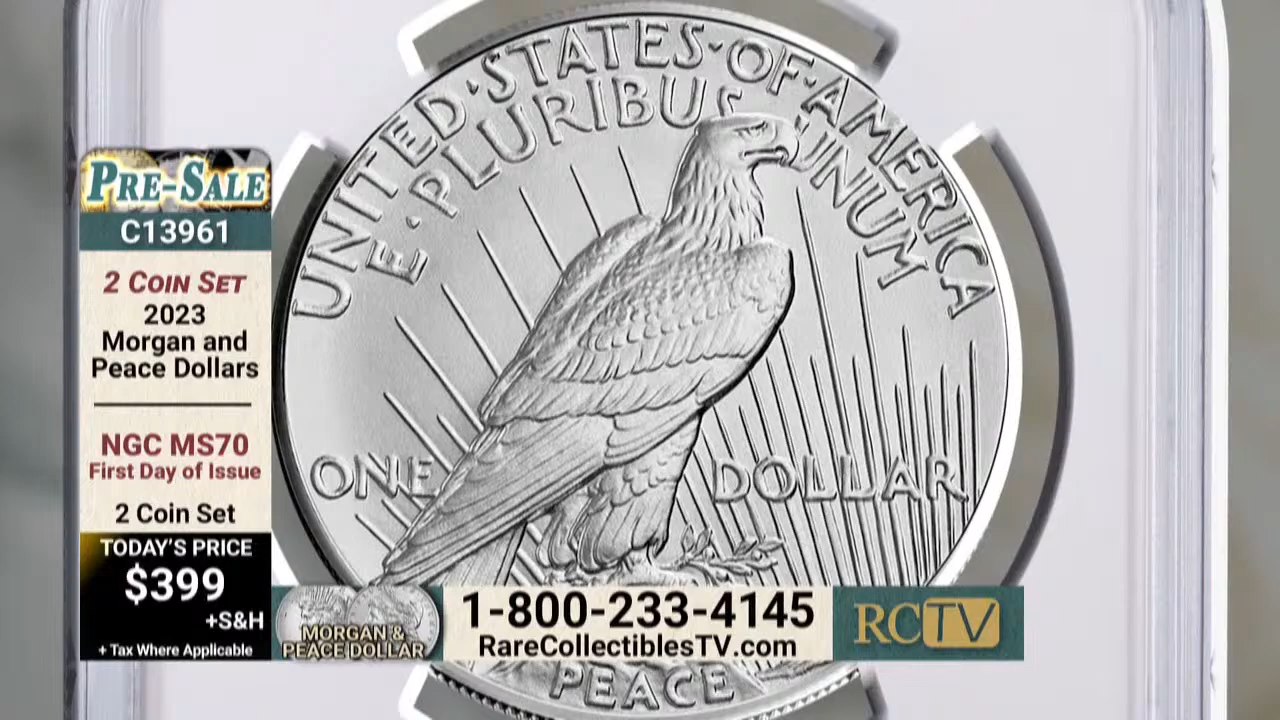 UNITED·STATES·OF·AMERICA
E·PLURIBUS UNUM
ONE DOLLAR
PEACE
PRE-SALE
C13961
2 COIN SET
2023
Morgan and
Peace Dollars
NGC MS70
First Day of Issue
2 Coin Set
TODAY'S PRICE
$399
+S&H
+ Tax Where Applicable
MORGAN &
PEACE DOLLAR
1-800-233-4145
RareCollectiblesTV.com
RCTV